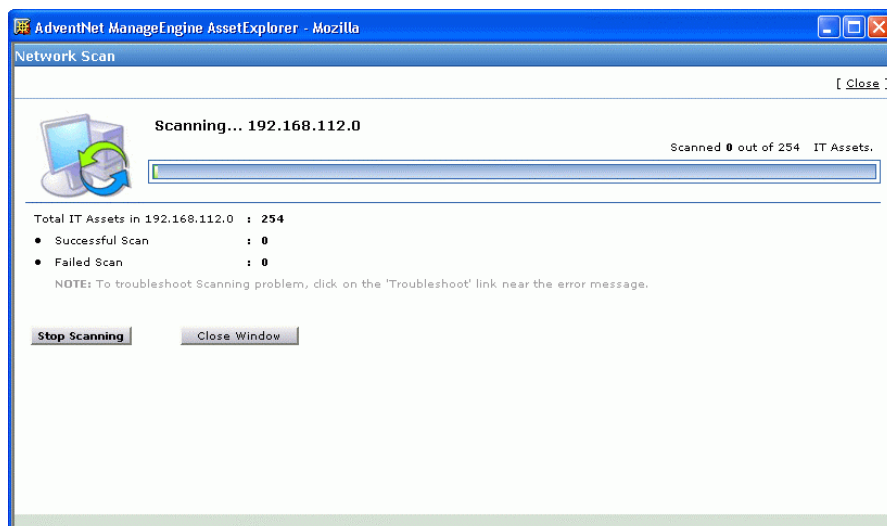 AdventNet ManageEngine AssetExplorer - Mozilla
Network Scan
[ Close ]
Scanning... 192.168.112.0
Scanned 0 out of 254 IT Assets.
Total IT Assets in 192.168.112.0 : 254
• Successful Scan : 0
• Failed Scan : 0
NOTE: To troubleshoot Scanning problem, click on the 'Troubleshoot' link near the error message.
Stop Scanning Close Window